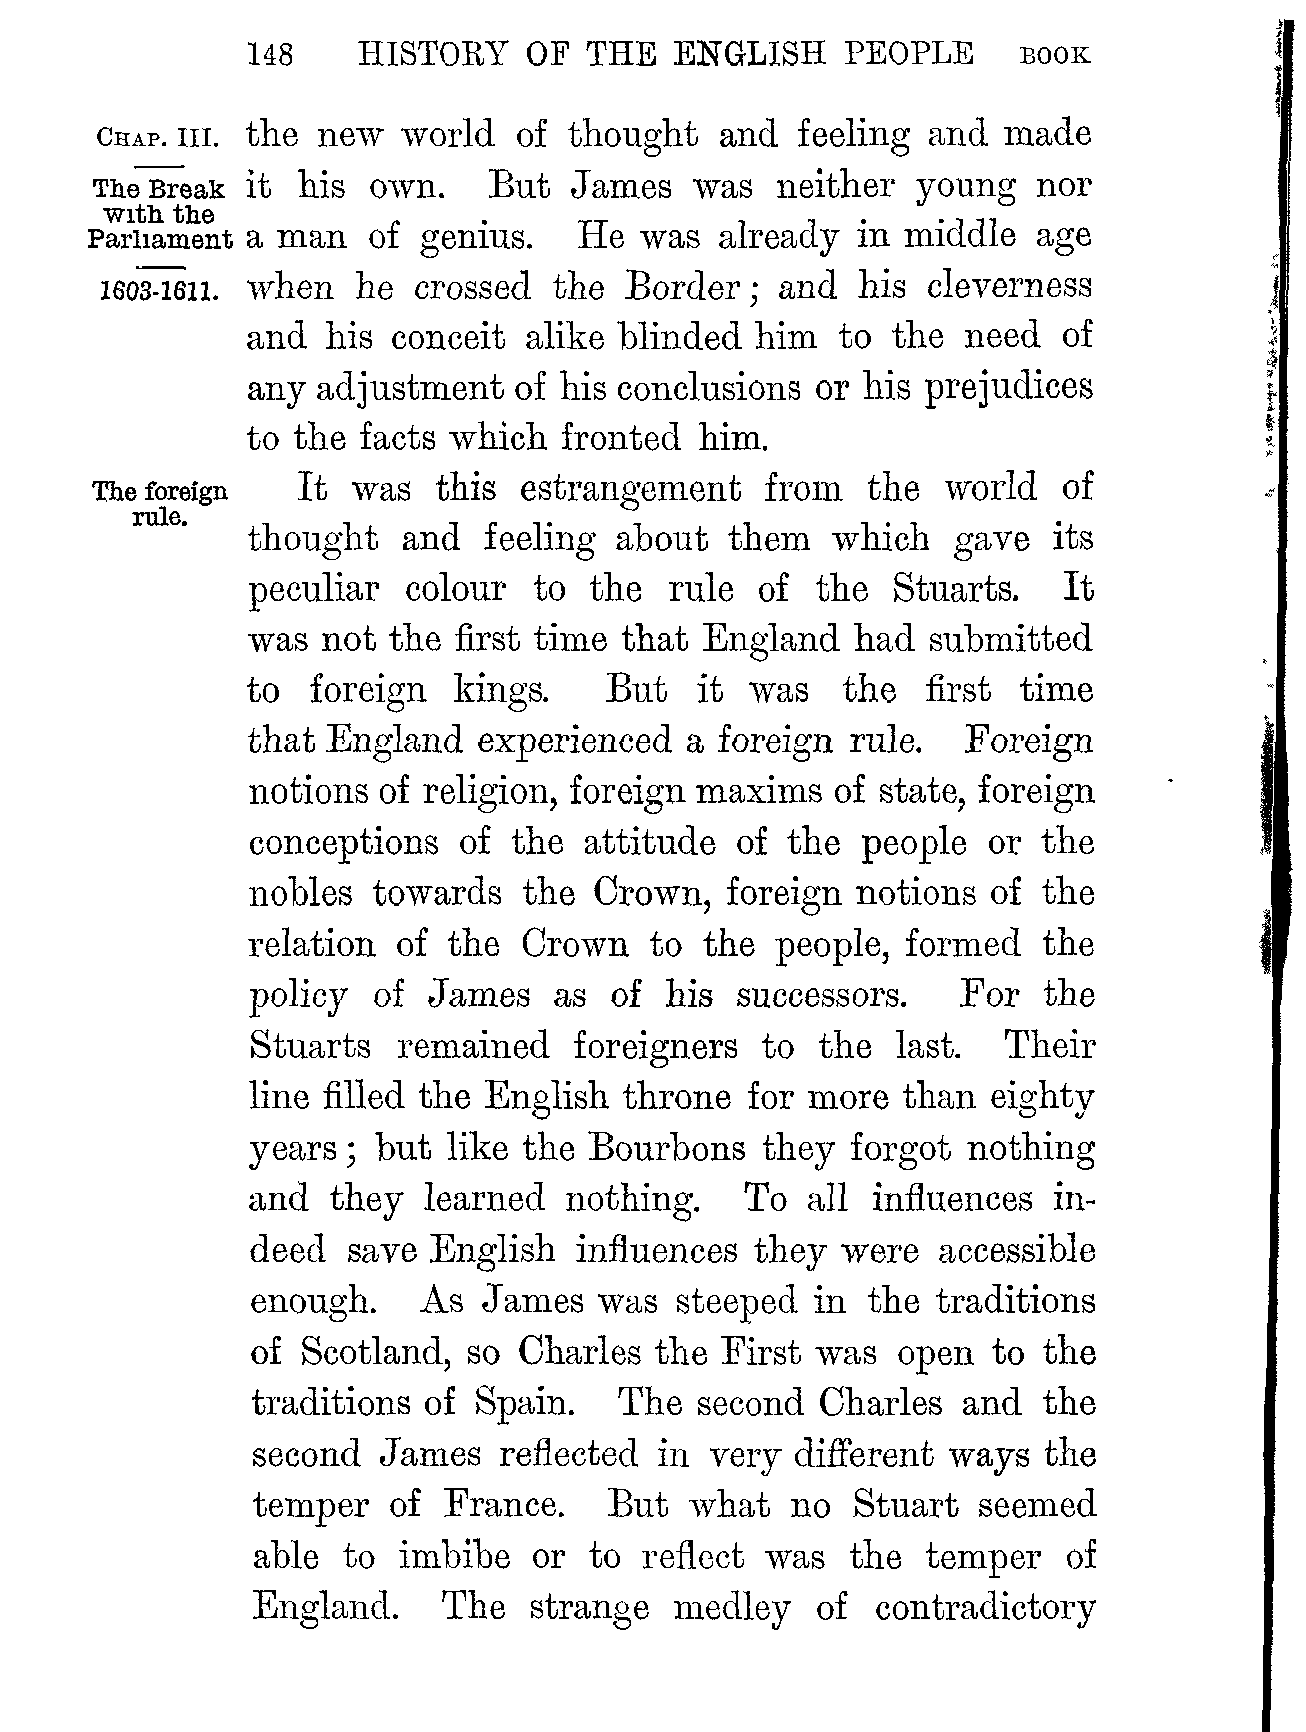 148 HISTORY OF THE ENGLISH PEOPLE BOOK
CHAP. III.
The Break
with the
Parliament
1603-1611.
the new world of thought and feeling and made
it his own. But James was neither young nor
a man of genius. He was already in middle age
when he crossed the Border; and his cleverness
and his conceit alike blinded him to the need of
any adjustment of his conclusions or his prejudices
to the facts which fronted him.
The foreign
rule.
It was this estrangement from the world of
thought and feeling about them which gave its
peculiar colour to the rule of the Stuarts. It
was not the first time that England had submitted
to foreign kings. But it was the first time
that England experienced a foreign rule. Foreign
notions of religion, foreign maxims of state, foreign
conceptions of the attitude of the people or the
nobles towards the Crown, foreign notions of the
relation of the Crown to the people, formed the
policy of James as of his successors. For the
Stuarts remained foreigners to the last. Their
line filled the English throne for more than eighty
years; but like the Bourbons they forgot nothing
and they learned nothing. To all influences in-
deed save English influences they were accessible
enough. As James was steeped in the traditions
of Scotland, so Charles the First was open to the
traditions of Spain. The second Charles and the
second James reflected in very different ways the
temper of France. But what no Stuart seemed
able to imbibe or to reflect was the temper of
England. The strange medley of contradictory